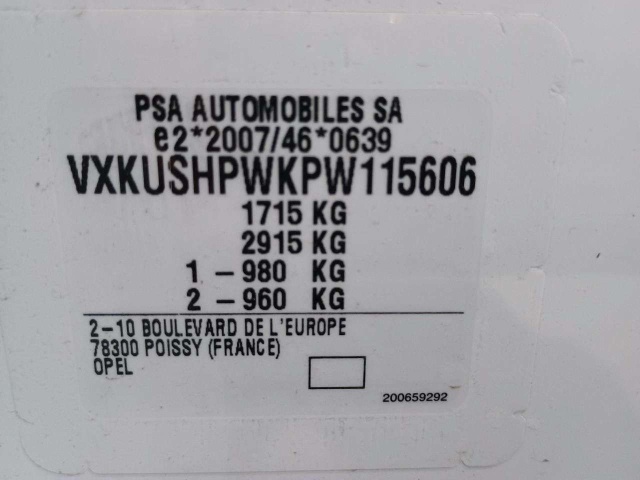 PSA AUTOMOBILES SA
e2*2007/46*0639
VXKUSHPWKPW115606
1715 KG
2915 KG
1 -980 KG
2 -960 KG
2-10 BOULEVARD DE L'EUROPE
78300 POISSY (FRANCE)
OPEL
200659292